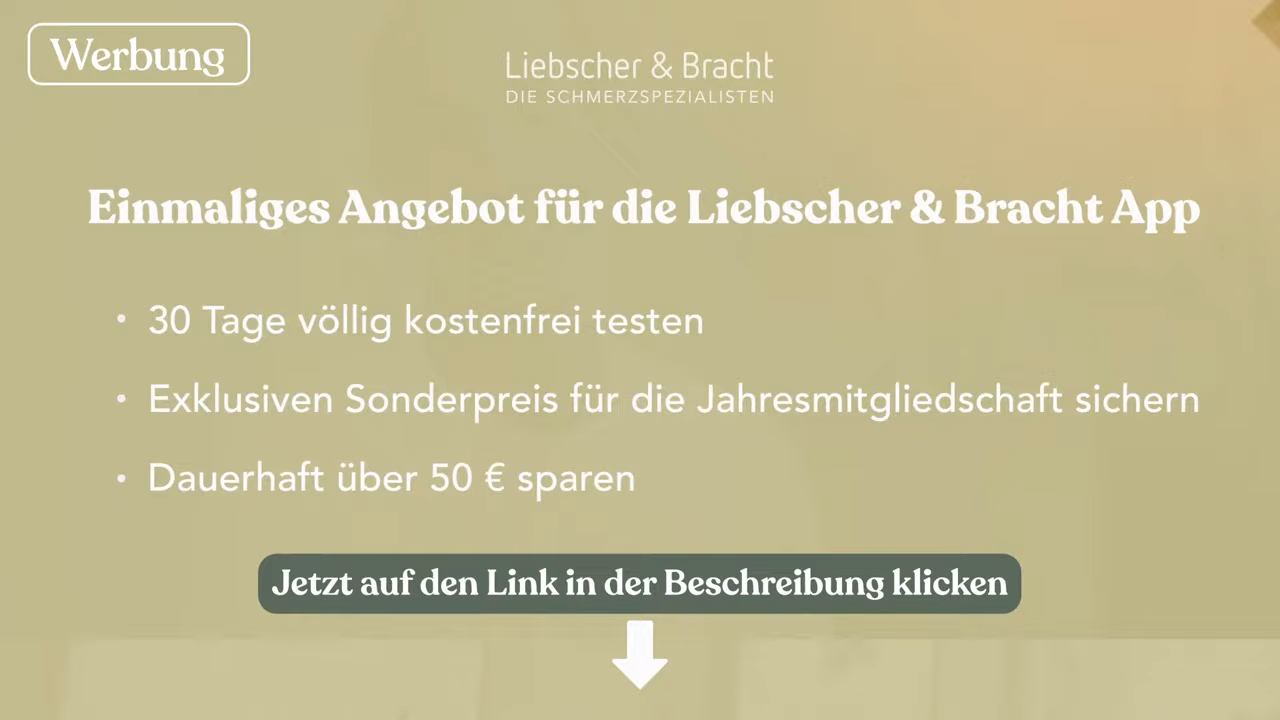 Werbung
Liebscher & Bracht
DIE SCHMERZSPEZIALISTEN
Einmaliges Angebot für die Liebscher & Bracht App
• 30 Tage völlig kostenfrei testen
• Exklusiven Sonderpreis für die Jahresmitgliedschaft sichern
• Dauerhaft über 50 € sparen
Jetzt auf den Link in der Beschreibung klicken